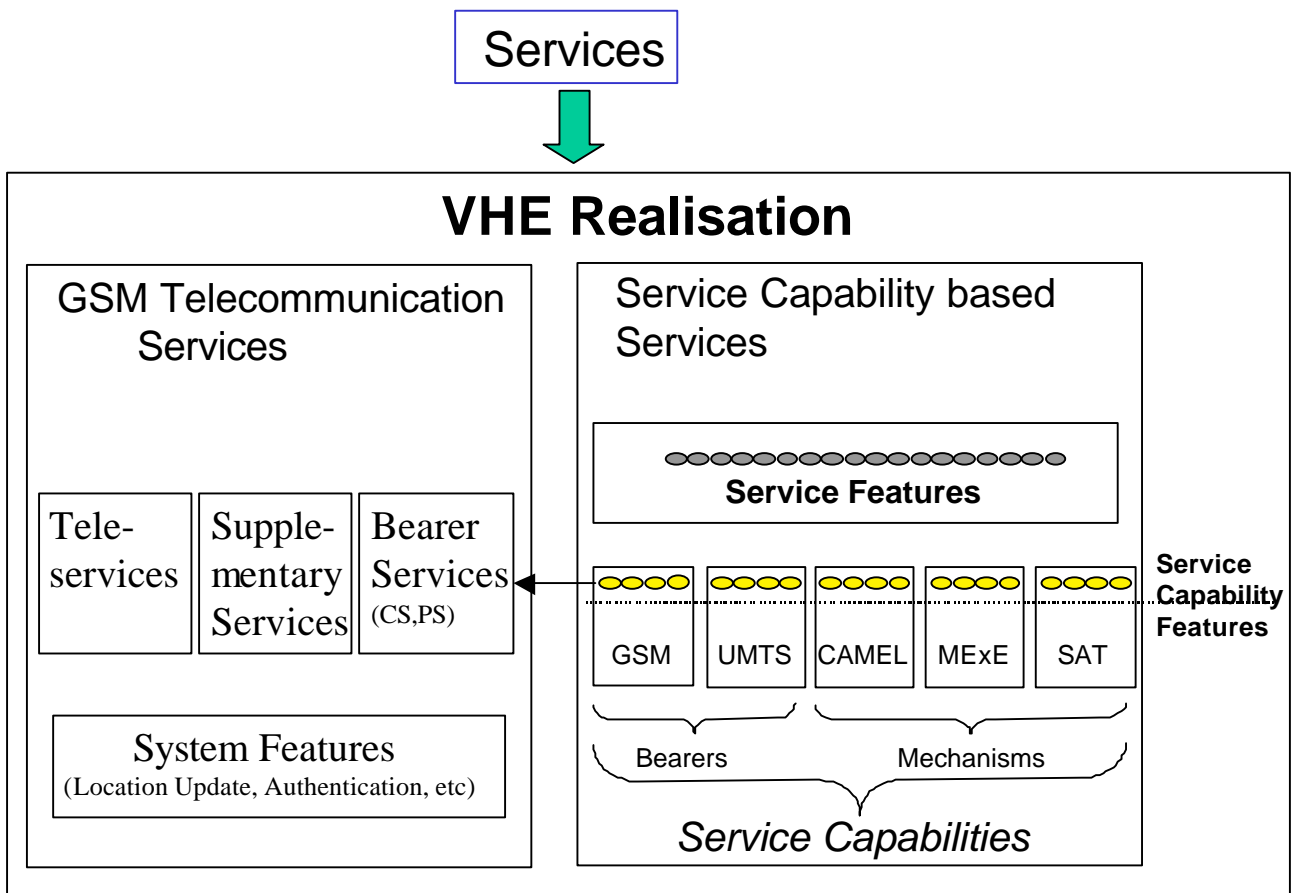 Services
VHE Realisation
GSM Telecommunication
Services
Tele-
services
Supple-
mentary
Services
Bearer
Services
(CS,PS)
System Features
(Location Update, Authentication, etc)
Service Capability based
Services
Service Features
Service
Capability
Features
GSM
UMTS
CAMEL
MExE
SAT
Bearers
Mechanisms
Service Capabilities